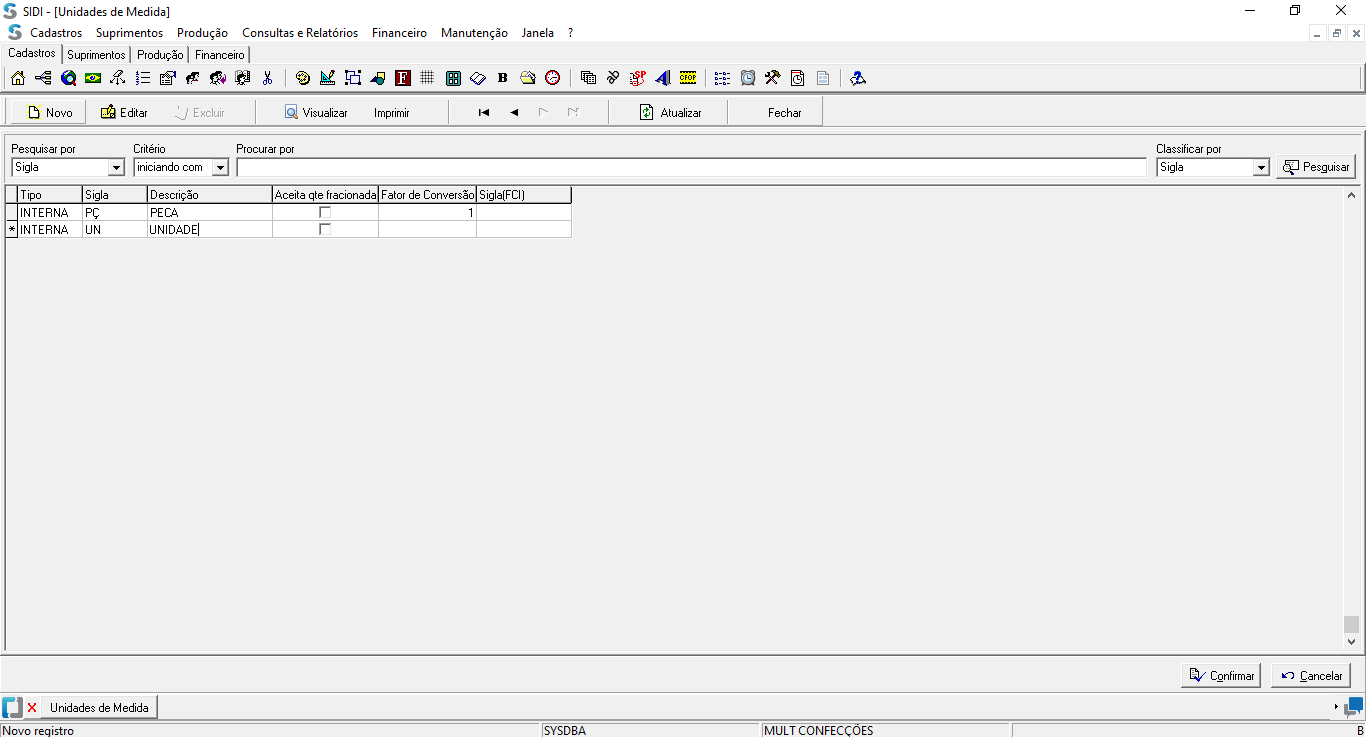 SIDI - [Unidades de Medida]
Cadastros Suprimentos Produção Consultas e Relatórios Financeiro Manutenção Janela ?
Cadastros Suprimentos Produção Financeiro
F B SP CFOP
Novo Editar Excluir Visualizar Imprimir Atualizar Fechar
Pesquisar por Critério Procurar por Classificar por
Sigla iniciando com Sigla Pesquisar
Tipo Sigla Descrição Aceita qte fracionada Fator de Conversão Sigla(FCI)
INTERNA PÇ PECA 1
* INTERNA UN UNIDADE
Confirmar Cancelar
Unidades de Medida
Novo registro SYSDBA MULT CONFECÇÕES B